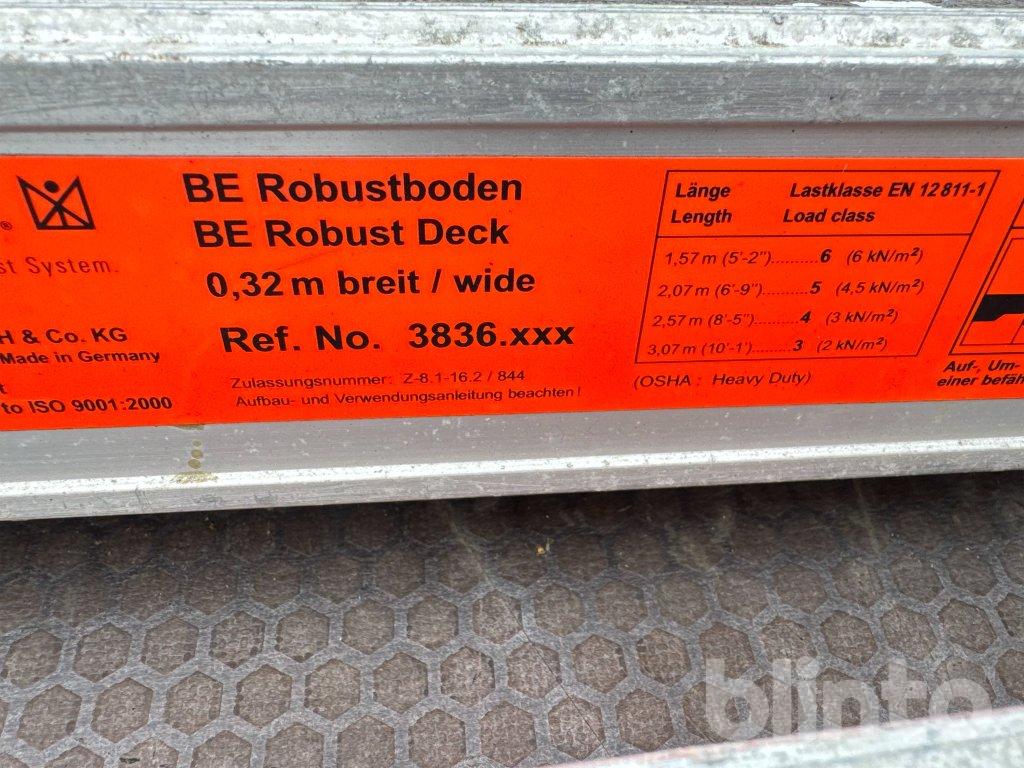 ®
st System.
H & Co. KG
Made in Germany
t
to ISO 9001:2000
BE Robustboden
BE Robust Deck
0,32 m breit / wide
Ref. No. 3836.xxx
Zulassungsnummer: Z-8.1-16.2 / 844
Aufbau- und Verwendungsanleitung beachten!
Länge Lastklasse EN 12 811-1
Length Load class
1,57 m (5'-2")..........6 (6 kN/m²)
2,07 m (6'-9")..........5 (4,5 kN/m²)
2,57 m (8'-5")..........4 (3 kN/m²)
3,07 m (10'-1')........3 (2 kN/m²)
(OSHA : Heavy Duty)
Auf-, Um-
einer befäh
blinto